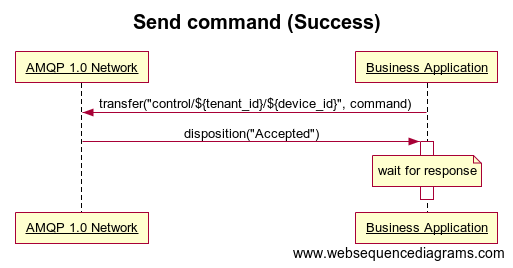 Send command (Success)
AMQP 1.0 Network
Business Application
transfer("control/${tenant_id}/${device_id}", command)
disposition("Accepted")
wait for response
AMQP 1.0 Network
Business Application
www.websequencediagrams.com